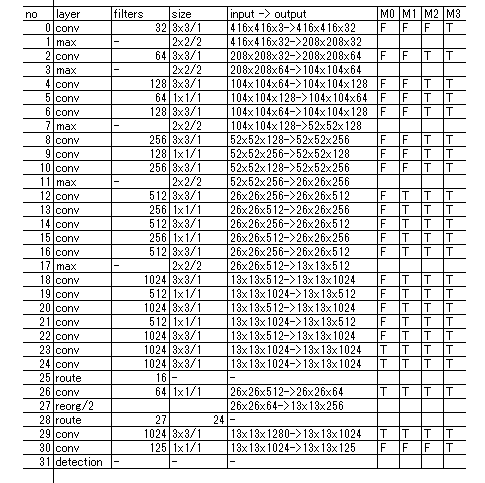 no layer filters size input -> output M0 M1 M2 M3
0 conv 32 3x3/1 416x416x3->416x416x32 F F F T
1 max - 2x2/2 416x416x32->208x208x32
2 conv 64 3x3/1 208x208x32->208x208x32 F F T T
3 max - 2x2/2 208x208x64->104x104x64
4 conv 128 3x3/1 104x104x64->104x104x128 F F T T
5 conv 64 1x1/1 104x104x128->104x104x64 F F T T
6 conv 128 3x3/1 104x104x64->104x104x128 F F T T
7 max - 2x2/2 104x104x128->52x52x128
8 conv 256 3x3/1 52x52x128->52x52x256 F F T T
9 conv 128 1x1/1 52x52x256->52x52x128 F F T T
10 conv 256 3x3/1 52x52x128->52x52x256 F F T T
11 max - 2x2/2 52x52x256->26x26x256
12 conv 512 3x3/1 26x26x256->26x26x512 F T T T
13 conv 256 1x1/1 26x26x512->26x26x256 F T T T
14 conv 512 3x3/1 26x26x256->26x26x512 F T T T
15 conv 256 1x1/1 26x26x512->26x26x256 F T T T
16 conv 512 3x3/1 26x26x256->26x26x512 F T T T
17 max - 2x2/2 26x26x512->13x13x512
18 conv 1024 3x3/1 13x13x512->13x13x1024 F T T T
19 conv 512 1x1/1 13x13x1024->13x13x512 F T T T
20 conv 1024 3x3/1 13x13x512->13x13x1024 F T T T
21 conv 512 1x1/1 13x13x1024->13x13x512 F T T T
22 conv 1024 3x3/1 13x13x512->13x13x1024 F T T T
23 conv 1024 3x3/1 13x13x1024->13x13x1024 T T T T
24 conv 1024 3x3/1 13x13x1024->13x13x1024 T T T T
25 route 16 - -
26 conv 64 1x1/1 26x26x512->26x26x64 T T T T
27 reorg/2 26x26x64->13x13x256
28 route 27 24 -
29 conv 1024 3x3/1 13x13x1280->13x13x1024 T T T T
30 conv 125 1x1/1 13x13x1024->13x13x125 F F F T
31 detection - - -